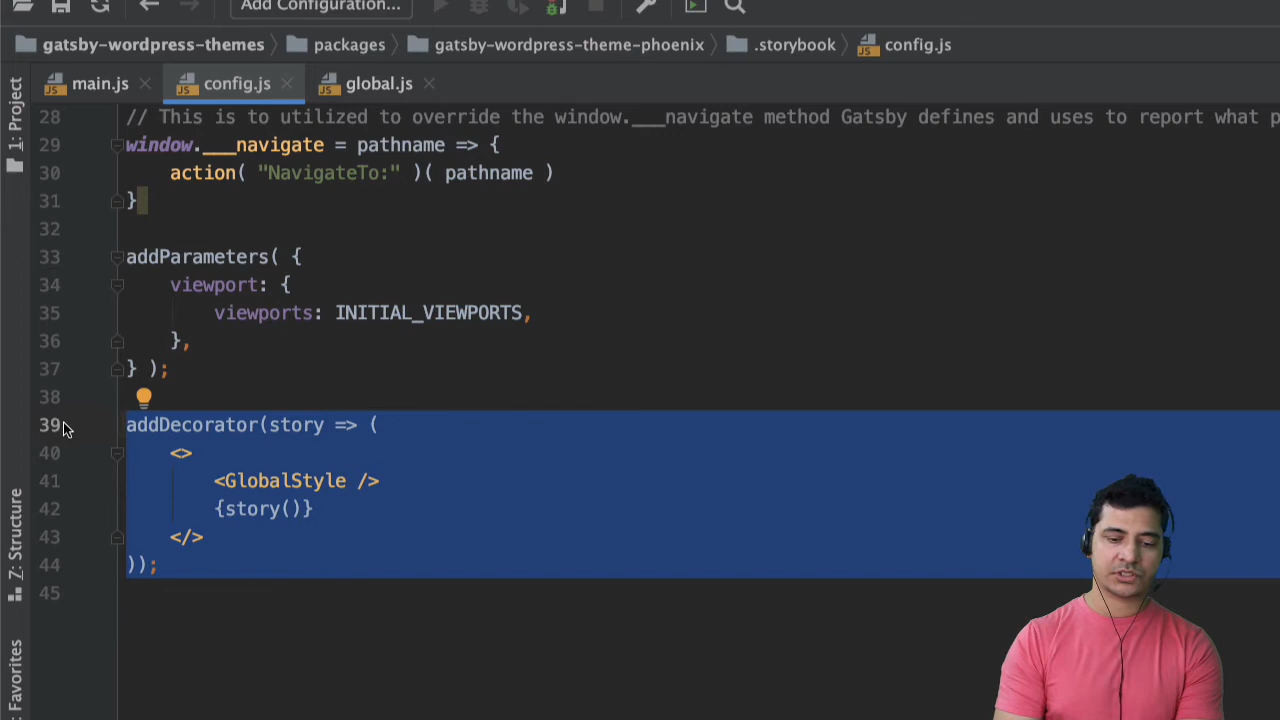 Add Configuration...
gatsby-wordpress-themes packages gatsby-wordpress-theme-phoenix .storybook config.js
main.js config.js global.js
1: Project
28 // This is to utilized to override the window.___navigate method Gatsby defines and uses to report what p
29 window.___navigate = pathname => {
30 action( "NavigateTo:" )( pathname )
31 }
32
33 addParameters( {
34 viewport: {
35 viewports: INITIAL_VIEWPORTS,
36 },
37 } );
38
39 addDecorator(story => (
40 <>
41 <GlobalStyle />
42 {story()}
43 </>
44 ));
45
Z: Structure
Favorites